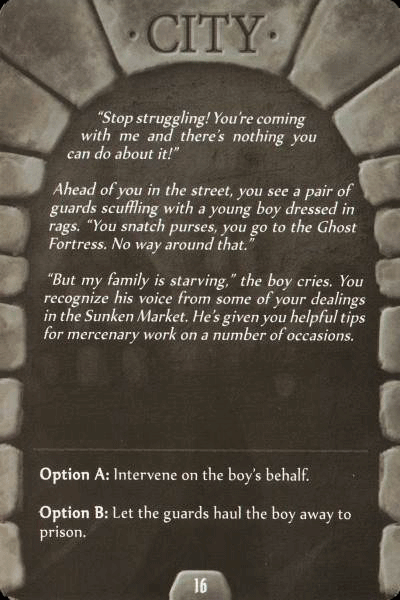 ·CITY·
“Stop struggling! You’re coming
with me and there’s nothing you
can do about it!”
Ahead of you in the street, you see a pair of
guards scuffling with a young boy dressed in
rags. “You snatch purses, you go to the Ghost
Fortress. No way around that.”
“But my family is starving,” the boy cries. You
recognize his voice from some of your dealings
in the Sunken Market. He’s given you helpful tips
for mercenary work on a number of occasions.
Option A: Intervene on the boy’s behalf.
Option B: Let the guards haul the boy away to
prison.
16